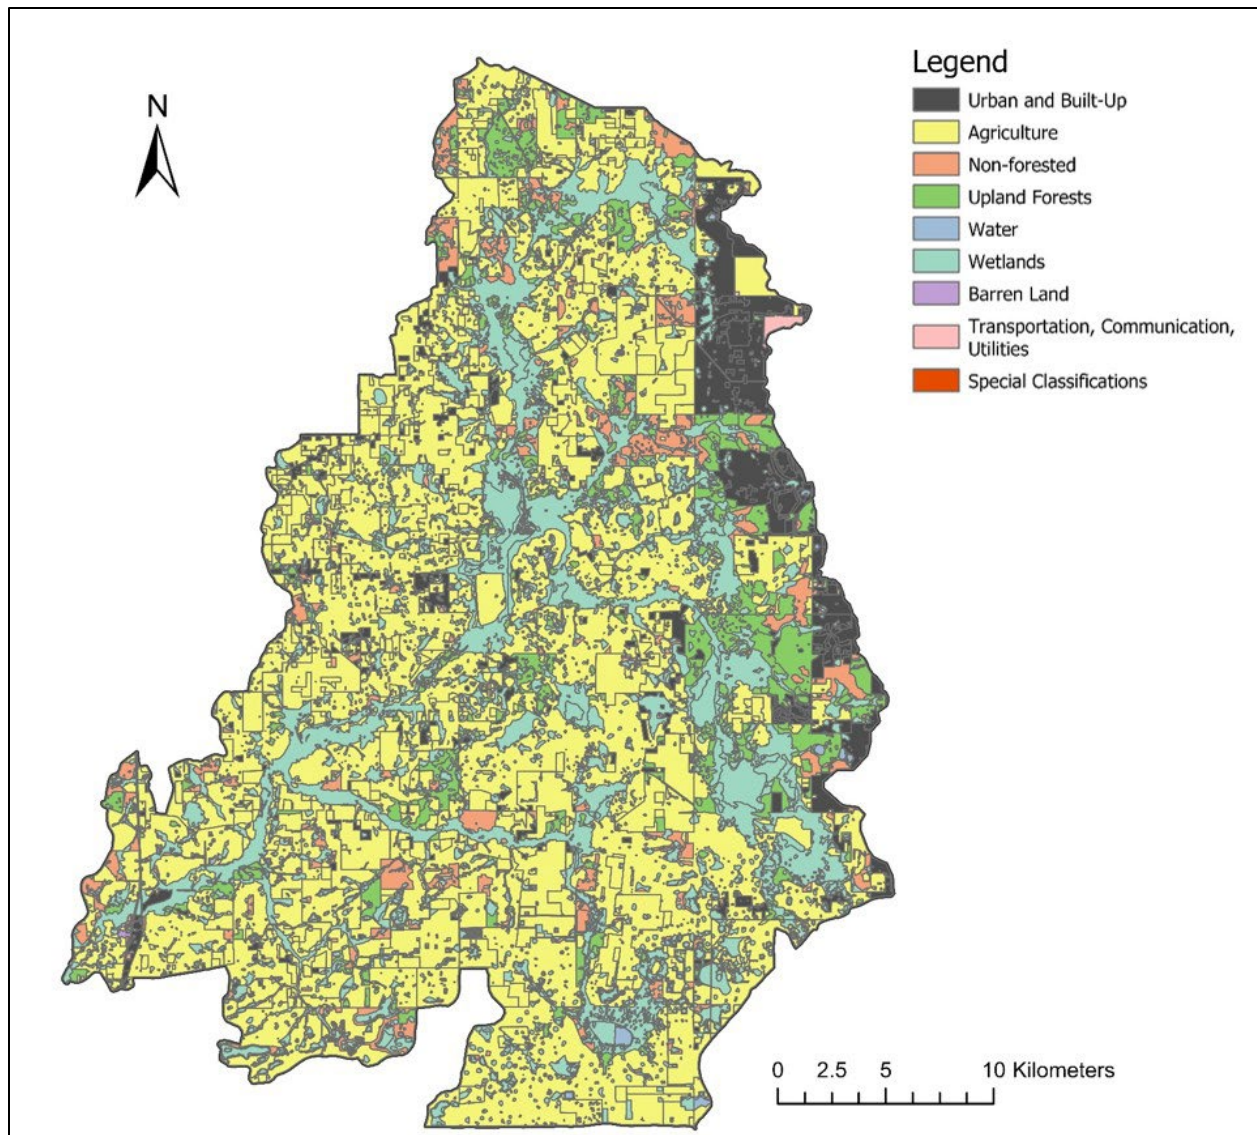 N
Legend
Urban and Built-Up
Agriculture
Non-forested
Upland Forests
Water
Wetlands
Barren Land
Transportation, Communication,
Utilities
Special Classifications
0 2.5 5 10 Kilometers